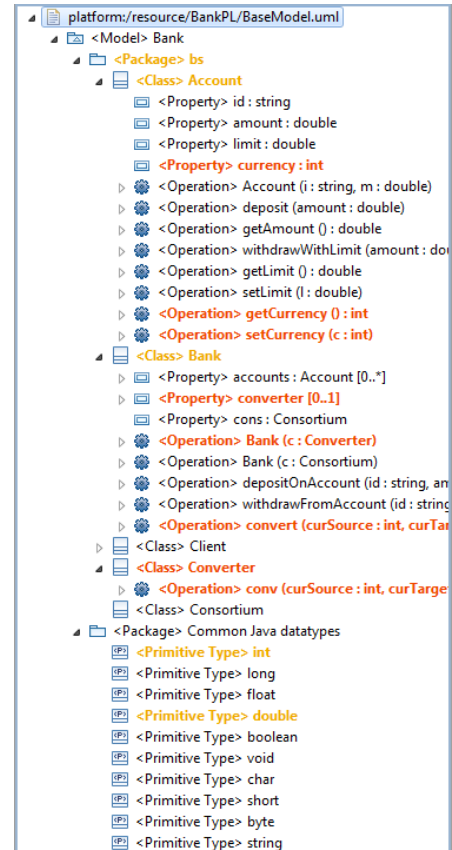 platform:/resource/BankPL/BaseModel.uml
<Model> Bank
<Package> bs
<Class> Account
<Property> id : string
<Property> amount : double
<Property> limit : double
<Property> currency : int
<Operation> Account (i : string, m : double)
<Operation> deposit (amount : double)
<Operation> getAmount () : double
<Operation> withdrawWithLimit (amount : dou
<Operation> getLimit () : double
<Operation> setLimit (l : double)
<Operation> getCurrency () : int
<Operation> setCurrency (c : int)
<Class> Bank
<Property> accounts : Account [0..*]
<Property> converter [0..1]
<Property> cons : Consortium
<Operation> Bank (c : Converter)
<Operation> Bank (c : Consortium)
<Operation> depositOnAccount (id : string, am
<Operation> withdrawFromAccount (id : string
<Operation> convert (curSource : int, curTar
<Class> Client
<Class> Converter
<Operation> conv (curSource : int, curTarge
<Class> Consortium
<Package> Common Java datatypes
<Primitive Type> int
<Primitive Type> long
<Primitive Type> float
<Primitive Type> double
<Primitive Type> boolean
<Primitive Type> void
<Primitive Type> char
<Primitive Type> short
<Primitive Type> byte
<Primitive Type> string